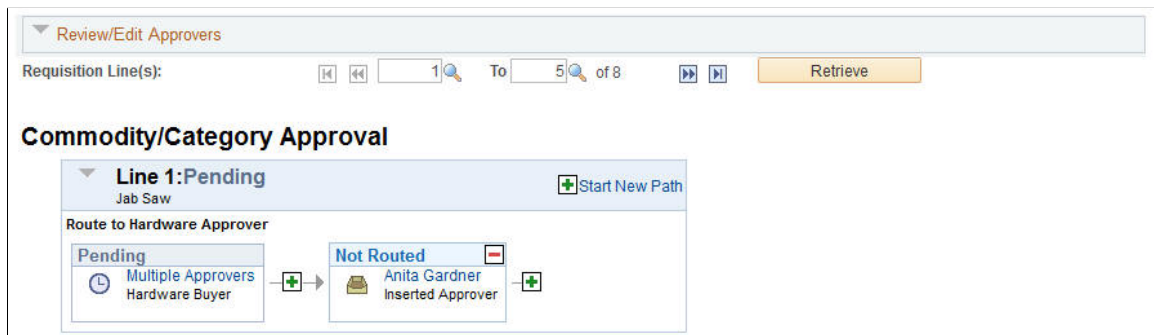 Review/Edit Approvers
Requisition Line(s): 1 To 5 of 8 Retrieve
Commodity/Category Approval
Line 1:Pending
Start New Path
Jab Saw
Route to Hardware Approver
Pending
Multiple Approvers
Hardware Buyer
Not Routed
Anita Gardner
Inserted Approver